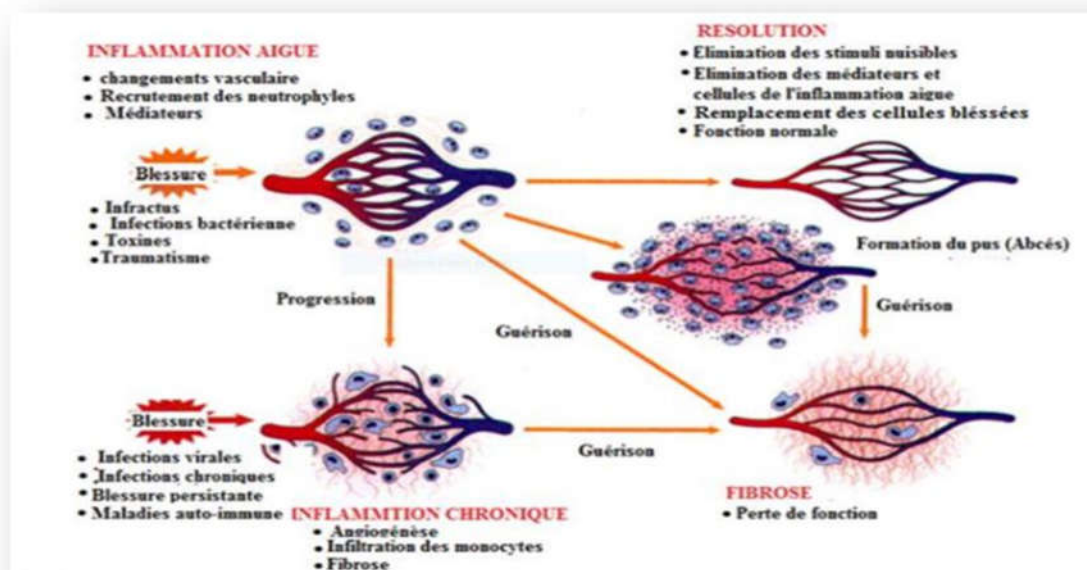 INFLAMMATION AIGUE
• changements vasculaire
• Recrutement des neutrophyles
• Médiateurs
Blessure
• Infractus
• Infections bactérienne
• Toxines
• Traumatisme
RESOLUTION
• Elimination des stimuli nuisibles
• Elimination des médiateurs et
cellules de l'inflammation aigue
• Remplacement des cellules bléssées
• Fonction normale
Formation du pus (Abcés)
Progression
Guérison
Guérison
Blessure
• Infections virales
• Infections chroniques
• Blessure persistante
• Maladies auto-immune
INFLAMMTION CHRONIQUE
• Angiogénèse
• Infiltration des monocytes
• Fibrose
Guérison
FIBROSE
• Perte de fonction